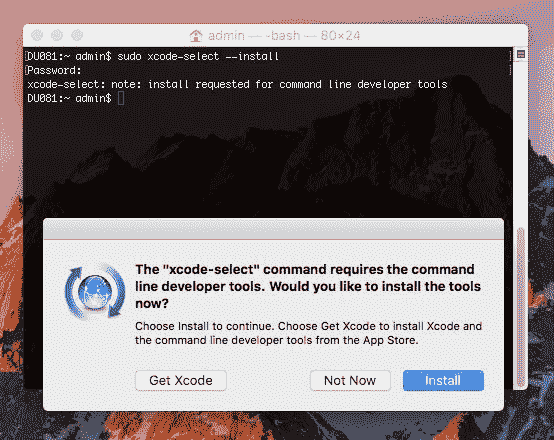 admin — -bash — 80×24
[DU081:~ admin$ sudo xcode-select --install
[Password:
xcode-select: note: install requested for command line developer tools
DU081:~ admin$
The "xcode-select" command requires the command
line developer tools. Would you like to install the tools
now?
Choose Install to continue. Choose Get Xcode to install Xcode and
the command line developer tools from the App Store.
Get Xcode
Not Now
Install